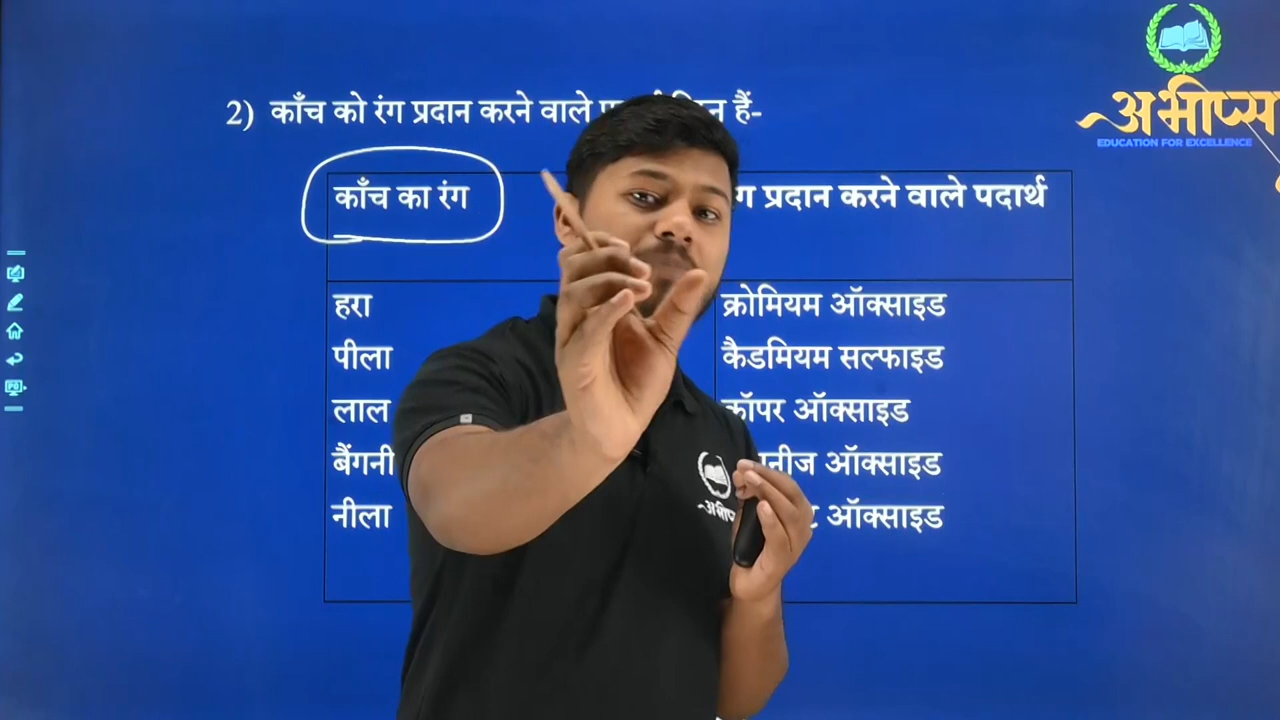 2) काँच को रंग प्रदान करने वाले हैं-
काँच का रंग प्रदान करने वाले पदार्थ
हरा क्रोमियम ऑक्साइड
पीला कैडमियम सल्फाइड
लाल कॉपर ऑक्साइड
बैंगनी ऑक्साइड
नीला ऑक्साइड
अभीप्स
EDUCATION FOR EXCELLENCE